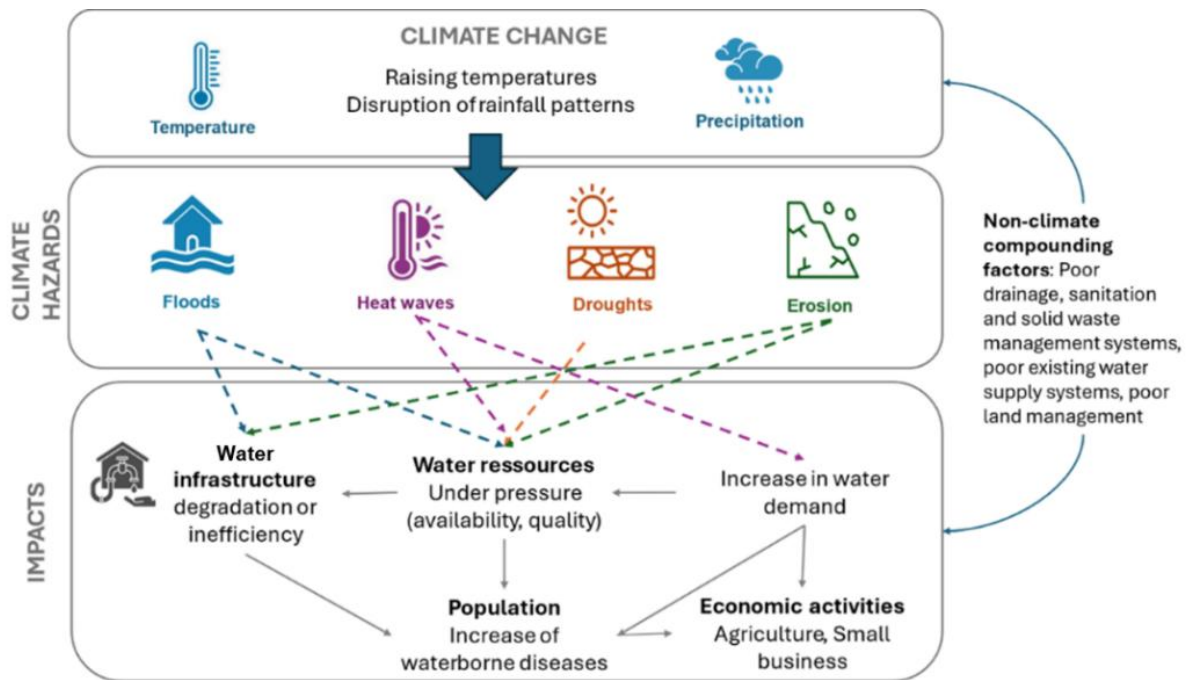 CLIMATE CHANGE
Raising temperatures
Disruption of rainfall patterns
Temperature
Precipitation
CLIMATE
HAZARDS
Floods
Heat waves
Droughts
Erosion
Non-climate
compounding
factors: Poor
drainage, sanitation
and solid waste
management systems,
poor existing water
supply systems, poor
land management
IMPACTS
Water
infrastructure
degradation or
inefficiency
Water ressources
Under pressure
(availability, quality)
Increase in water
demand
Population
Increase of
waterborne diseases
Economic activities
Agriculture, Small
business